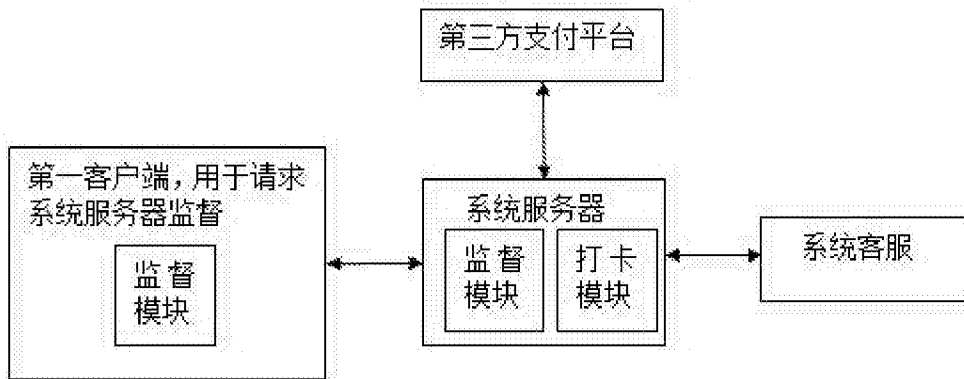 第三方支付平台
第一客户端，用于请求
系统服务器监督
监督
模块
系统服务器
监督
模块
打卡
模块
系统客服